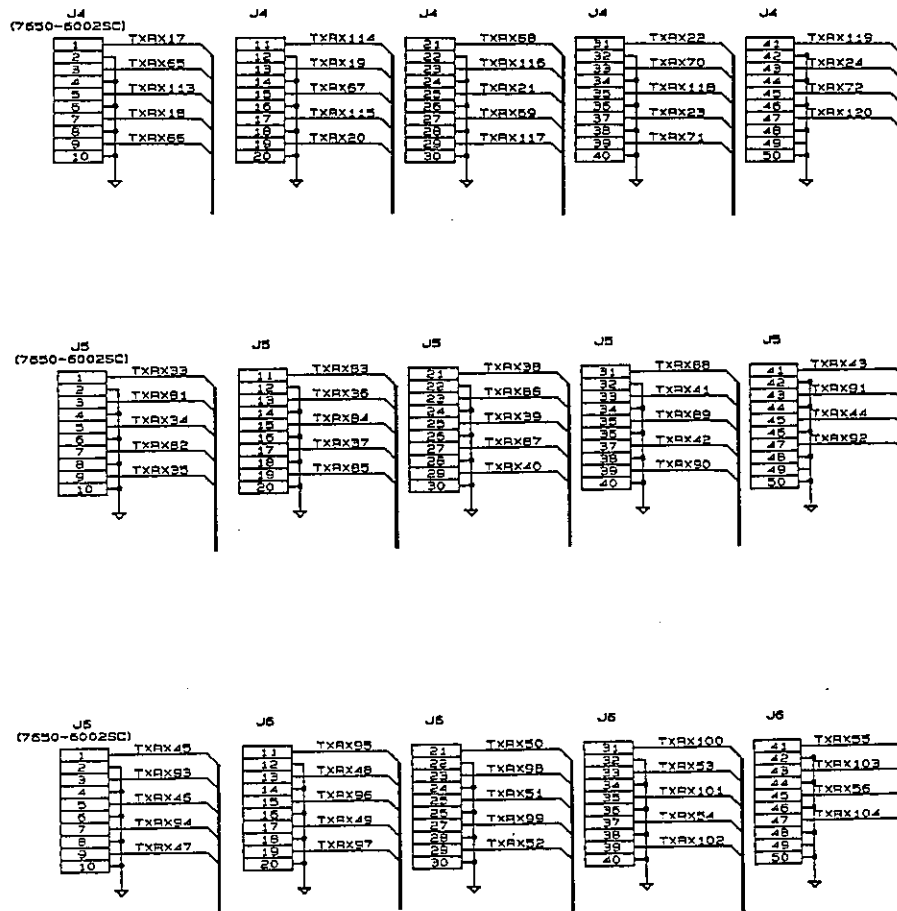 J4 J4 J4 J4 J4
(7650-6002SC)
1 TXRX17 11 TXRX114 21 TXRX68 31 TXRX22 41 TXRX119
2 12 22 32 42
3 TXRX65 13 TXRX19 23 TXRX116 33 TXRX70 43 TXRX24
4 14 24 34 44
5 TXRX113 15 TXRX67 25 TXRX21 35 TXRX118 45 TXRX72
6 16 26 36 46
7 TXRX18 17 TXRX115 27 TXRX69 37 TXRX23 47 TXRX120
8 18 28 38 48
9 TXRX66 19 TXRX20 29 TXRX117 39 TXRX71 49
10 20 30 40 50
J5 J5 J5 J5 J5
(7650-6002SC)
1 TXRX33 11 TXRX83 21 TXRX38 31 TXRX88 41 TXRX43
2 12 22 32 42
3 TXRX81 13 TXRX36 23 TXRX86 33 TXRX41 43 TXRX91
4 14 24 34 44
5 TXRX34 15 TXRX84 25 TXRX39 35 TXRX89 45 TXRX44
6 16 26 36 46
7 TXRX82 17 TXRX37 27 TXRX87 37 TXRX42 47 TXRX92
8 18 28 38 48
9 TXRX35 19 TXRX85 29 TXRX40 39 TXRX90 49
10 20 30 40 50
J6 J6 J6 J6 J6
(7650-6002SC)
1 TXRX45 11 TXRX95 21 TXRX50 31 TXRX100 41 TXRX55
2 12 22 32 42
3 TXRX93 13 TXRX48 23 TXRX98 33 TXRX53 43 TXRX103
4 14 24 34 44
5 TXRX46 15 TXRX96 25 TXRX51 35 TXRX101 45 TXRX56
6 16 26 36 46
7 TXRX94 17 TXRX49 27 TXRX99 37 TXRX54 47 TXRX104
8 18 28 38 48
9 TXRX47 19 TXRX97 29 TXRX52 39 TXRX102 49
10 20 30 40 50